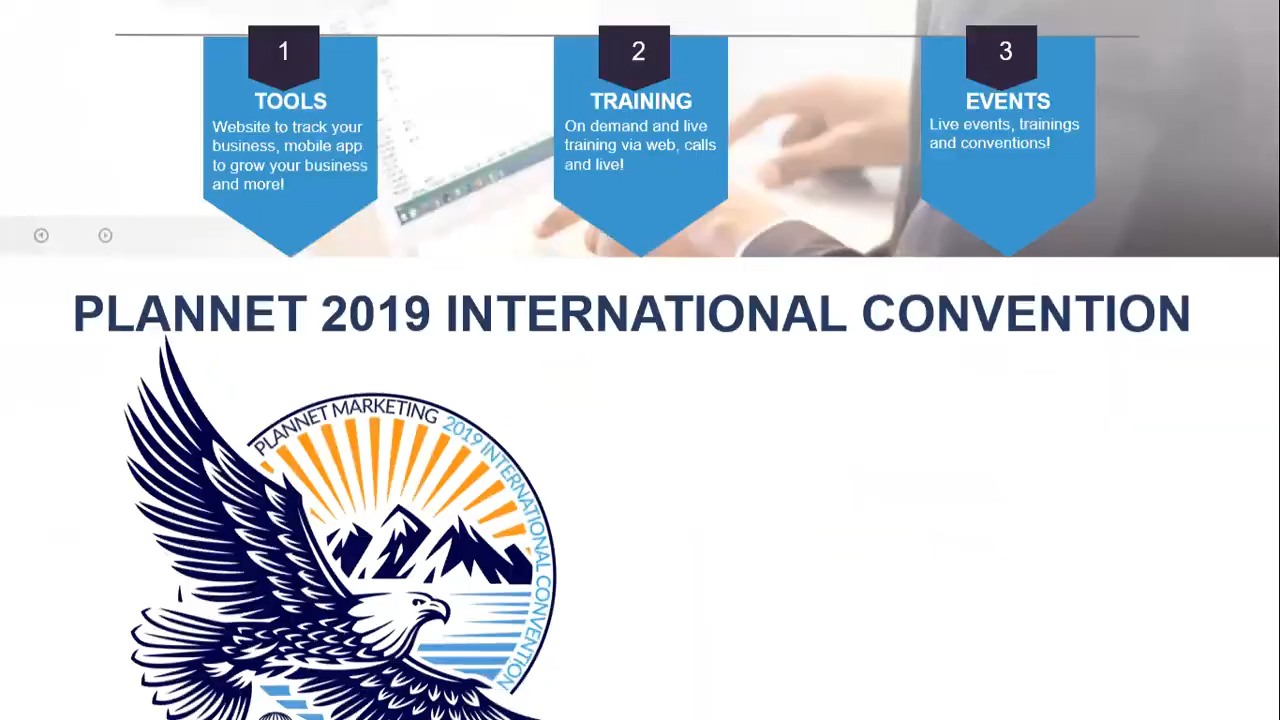 1
TOOLS
Website to track your
business, mobile app
to grow your business
and more!
2
TRAINING
On demand and live
training via web, calls
and live!
3
EVENTS
Live events, trainings
and conventions!
PLANNET 2019 INTERNATIONAL CONVENTION
PLANNET MARKETING 2019 INTERNATIONAL CONVENTION